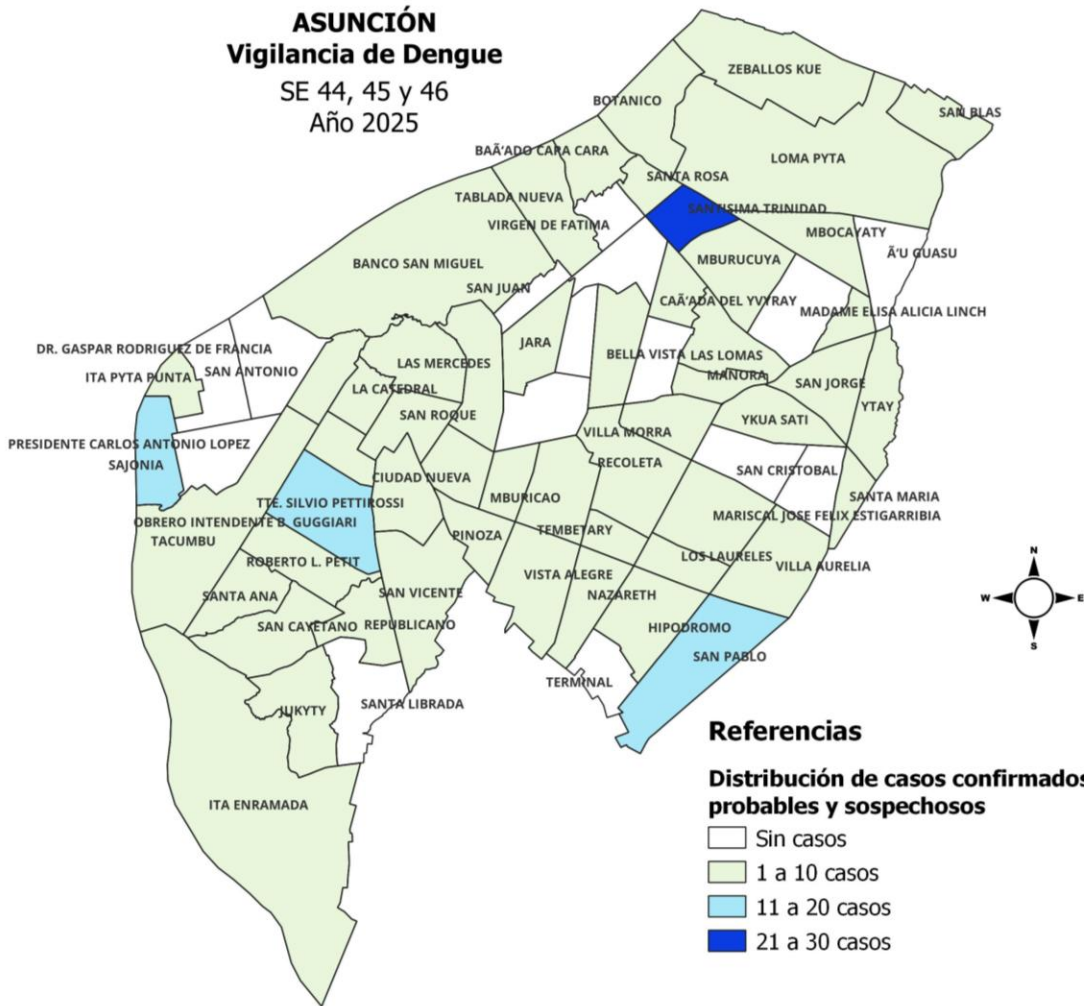 ASUNCIÓN
Vigilancia de Dengue
SE 44, 45 y 46
Año 2025
ZEBALLOS KUE
BOTANICO
SAN BLAS
BAÃ'ADO CAPA CARA
LOMA PYTA
SANTA ROSA
TABLADA NUEVA
SANTISIMA TRINIDAD
VIRGEN DE FATIMA
MBOCAYATY
Ã'U GUASU
MBURUCUYA
BANCO SAN MIGUEL
SAN JUAN
CAÃ'ADA DEL YVYRAY
MADAME ELISA ALICIA LINCH
JARA
DR. GASPAR RODRIGUEZ DE FRANCIA
LAS MERCEDES
BELLA VISTA
LAS LOMAS
SAN ANTONIO
ITA PYTA PUNTA
MANORA
LA CATEDRAL
SAN JORGE
YTAY
SAN ROQUE
YKUA SATI
VILLA MORRA
PRESIDENTE CARLOS ANTONIO LOPEZ
SAJONIA
RECOLETA
SAN CRISTOBAL
CIUDAD NUEVA
MBURICAO
SANTA MARIA
TTE. SILVIO PETTIROSSI
MARISCAL JOSE FELIX ESTIGARRIBIA
OBRERO INTENDENTE B. GUGGIARI
TEMBETARY
PINOZA
TACUMBU
LOS LAURELES
ROBERTO L. PETIT
VILLA AURELIA
VISTA ALEGRE
SAN VICENTE
NAZARETH
SANTA ANA
SAN CAYETANO
REPUBLICANO
HIPODROMO
SAN PABLO
TERMINAL
SANTA LIBRADA
JUKYTY
ITA ENRAMADA
N
W
E
S
Referencias
Distribución de casos confirmados
probables y sospechosos
Sin casos
1 a 10 casos
11 a 20 casos
21 a 30 casos